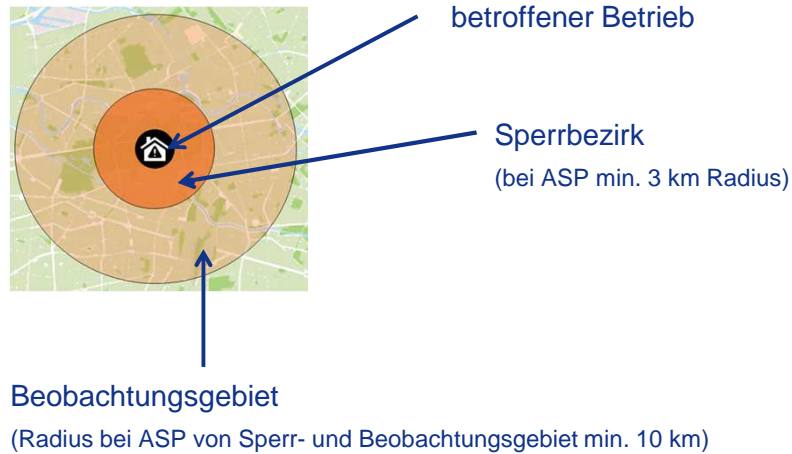 betroffener Betrieb
Sperrbezirk
(bei ASP min. 3 km Radius)
Beobachtungsgebiet
(Radius bei ASP von Sperr- und Beobachtungsgebiet min. 10 km)